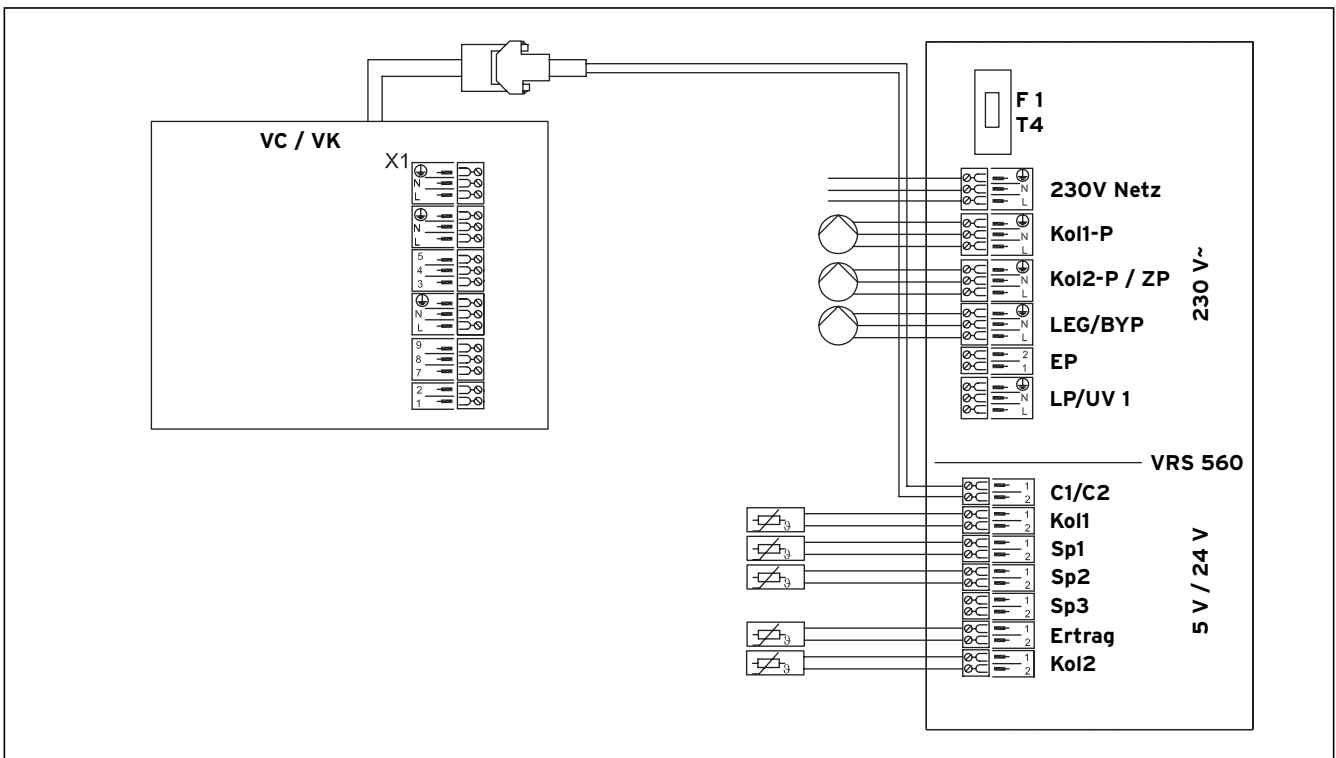 VC / VK
X1
N
L
N
L
5
4
3
N
L
9
8
7
2
1
F 1
T4
N
L
230V Netz
N
L
Kol1-P
N
L
Kol2-P / ZP
N
L
LEG/BYP
2
1
EP
N
L
LP/UV 1
230 V~
VRS 560
1
2
C1/C2
1
2
Kol1
ϑ
1
2
Sp1
ϑ
1
2
Sp2
ϑ
1
2
Sp3
1
2
Ertrag
ϑ
1
2
Kol2
ϑ
5 V / 24 V